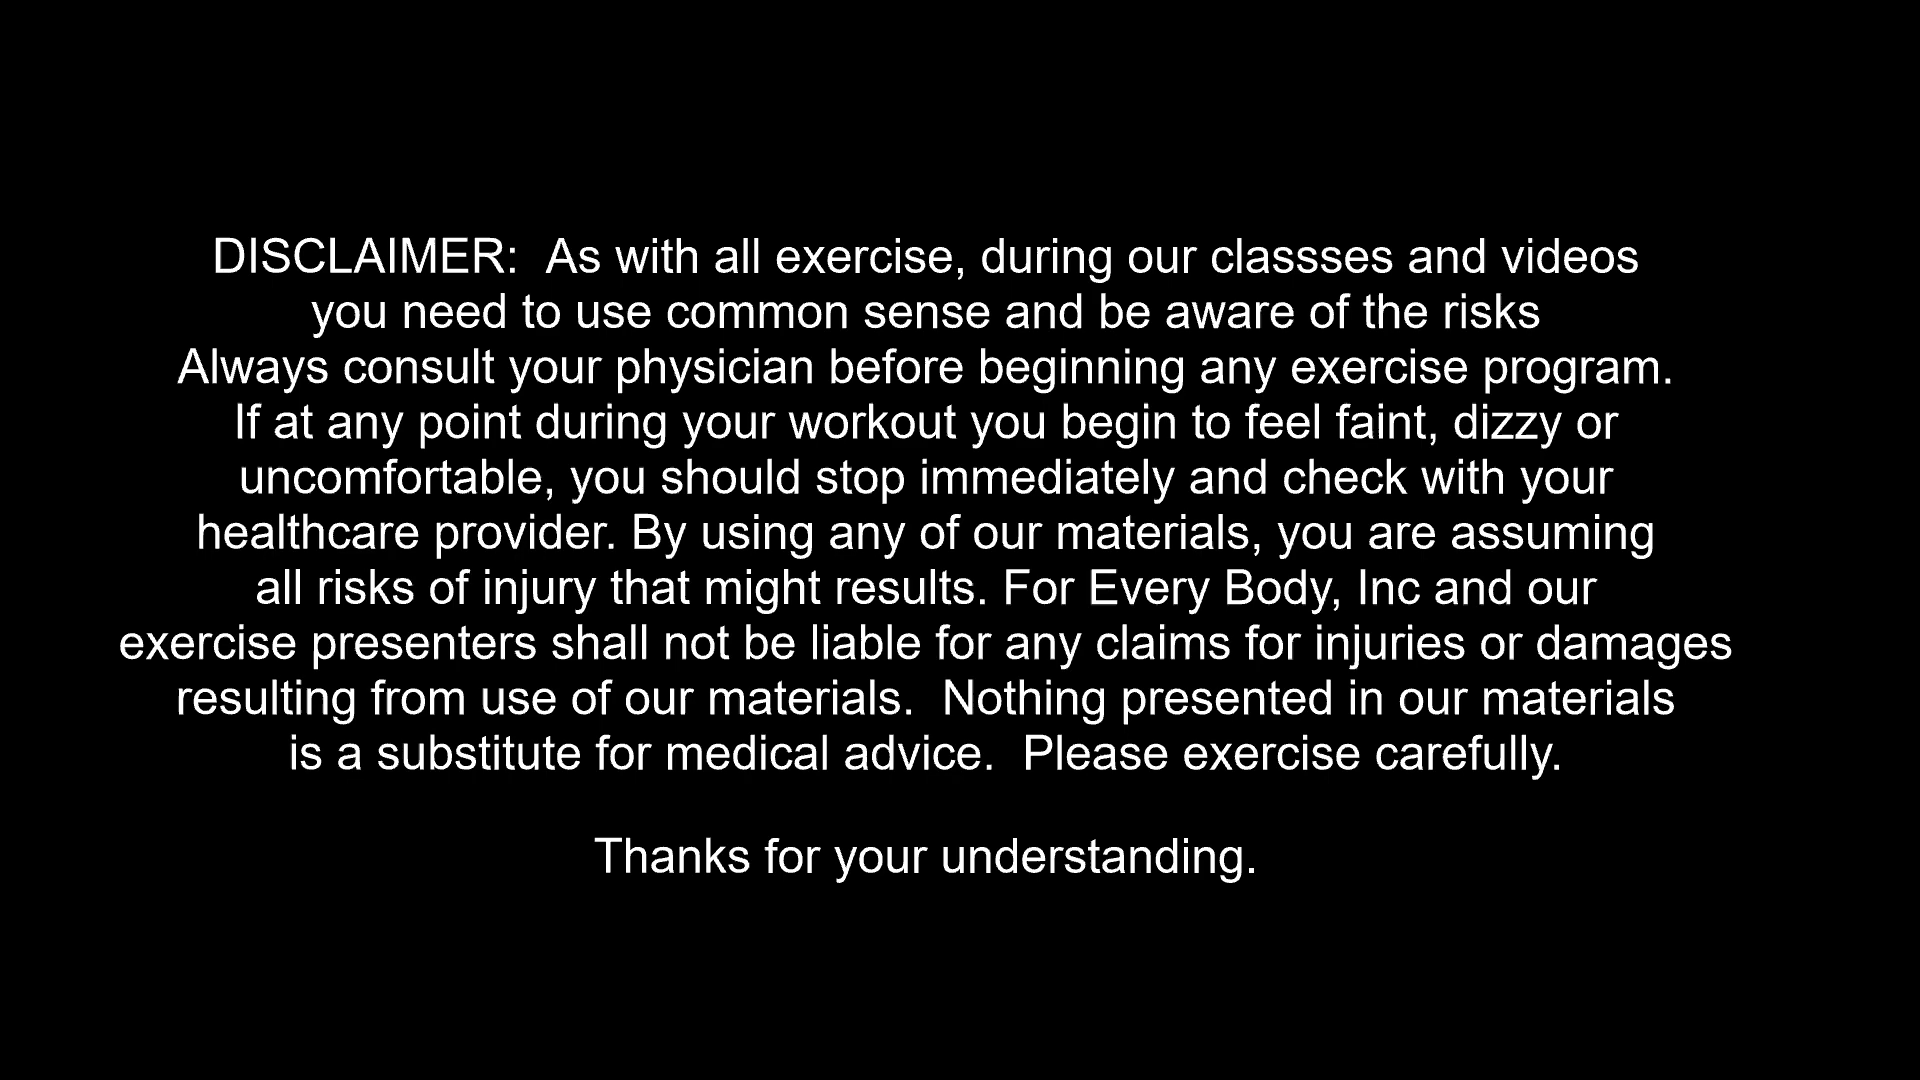 DISCLAIMER:  As with all exercise, during our classses and videos
you need to use common sense and be aware of the risks
Always consult your physician before beginning any exercise program.
If at any point during your workout you begin to feel faint, dizzy or
uncomfortable, you should stop immediately and check with your
healthcare provider. By using any of our materials, you are assuming
all risks of injury that might results. For Every Body, Inc and our
exercise presenters shall not be liable for any claims for injuries or damages
resulting from use of our materials.  Nothing presented in our materials
is a substitute for medical advice.  Please exercise carefully.
Thanks for your understanding.